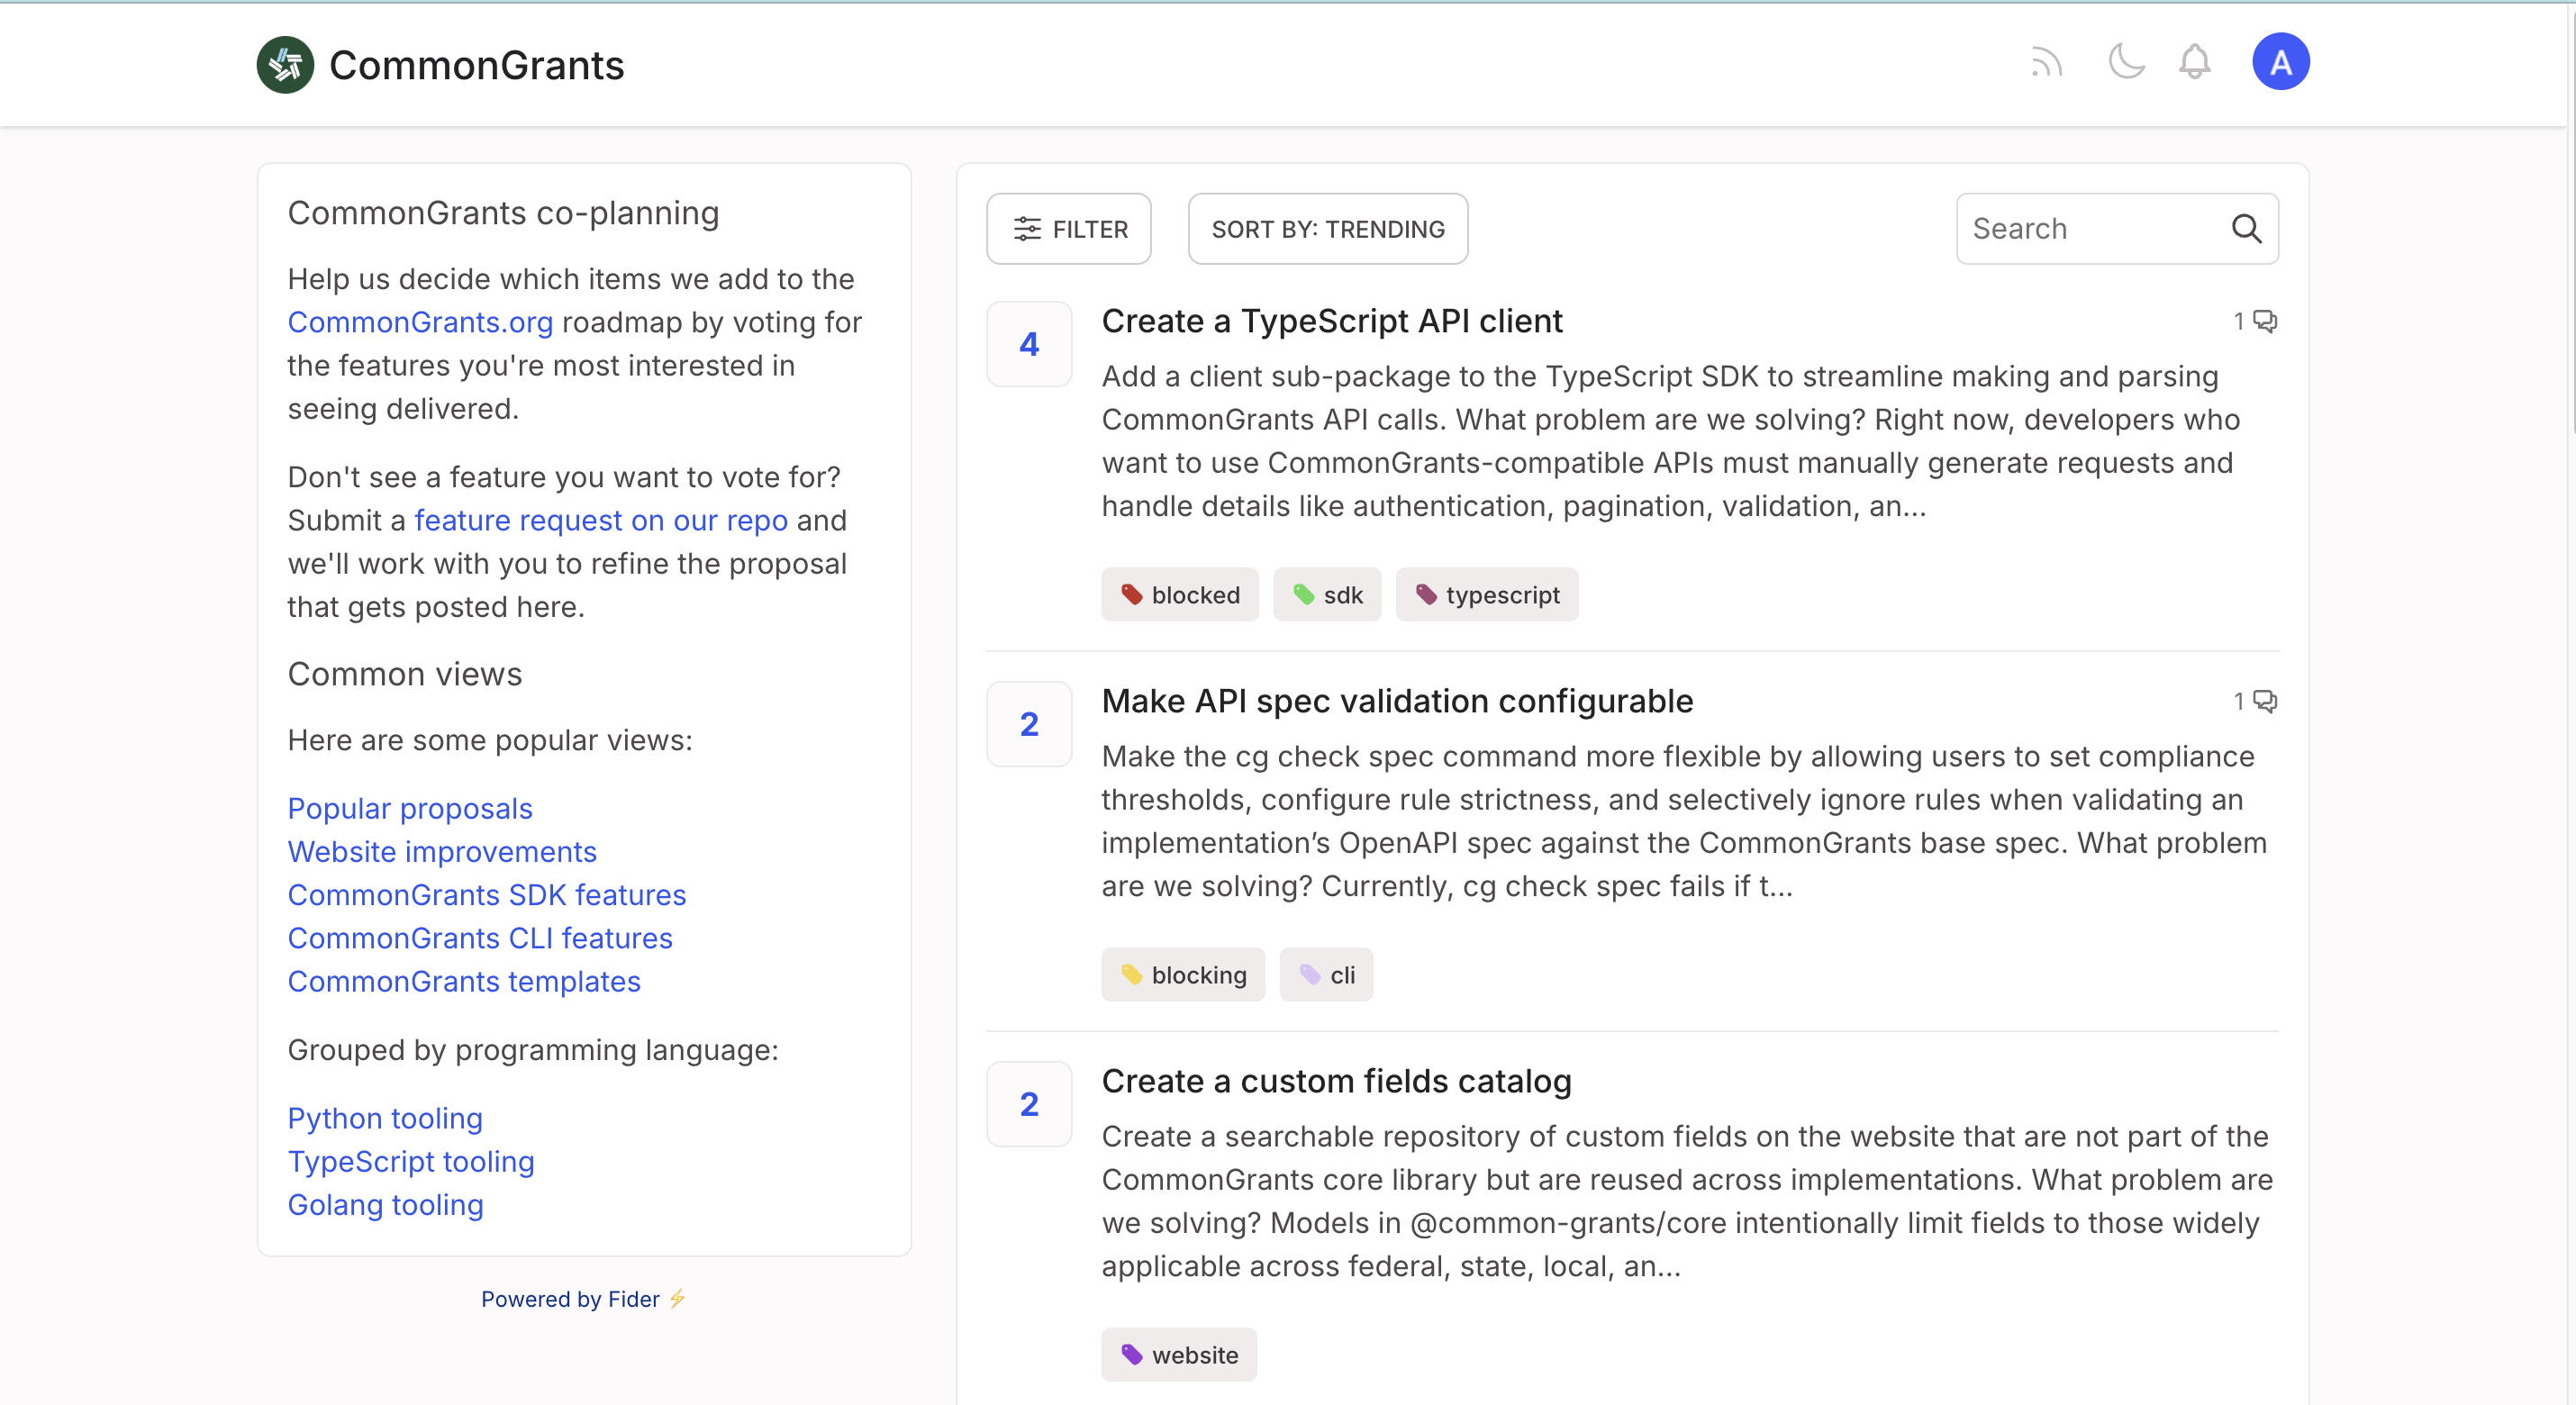 CommonGrants
A
CommonGrants co-planning
Help us decide which items we add to the
CommonGrants.org roadmap by voting for
the features you're most interested in
seeing delivered.
Don't see a feature you want to vote for?
Submit a feature request on our repo and
we'll work with you to refine the proposal
that gets posted here.
Common views
Here are some popular views:
Popular proposals
Website improvements
CommonGrants SDK features
CommonGrants CLI features
CommonGrants templates
Grouped by programming language:
Python tooling
TypeScript tooling
Golang tooling
Powered by Fider ⚡
FILTER
SORT BY: TRENDING
Search
4
Create a TypeScript API client
1
Add a client sub-package to the TypeScript SDK to streamline making and parsing
CommonGrants API calls. What problem are we solving? Right now, developers who
want to use CommonGrants-compatible APIs must manually generate requests and
handle details like authentication, pagination, validation, an...
blocked
sdk
typescript
2
Make API spec validation configurable
1
Make the cg check spec command more flexible by allowing users to set compliance
thresholds, configure rule strictness, and selectively ignore rules when validating an
implementation’s OpenAPI spec against the CommonGrants base spec. What problem
are we solving? Currently, cg check spec fails if t...
blocking
cli
2
Create a custom fields catalog
Create a searchable repository of custom fields on the website that are not part of the
CommonGrants core library but are reused across implementations. What problem are
we solving? Models in @common-grants/core intentionally limit fields to those widely
applicable across federal, state, local, an...
website